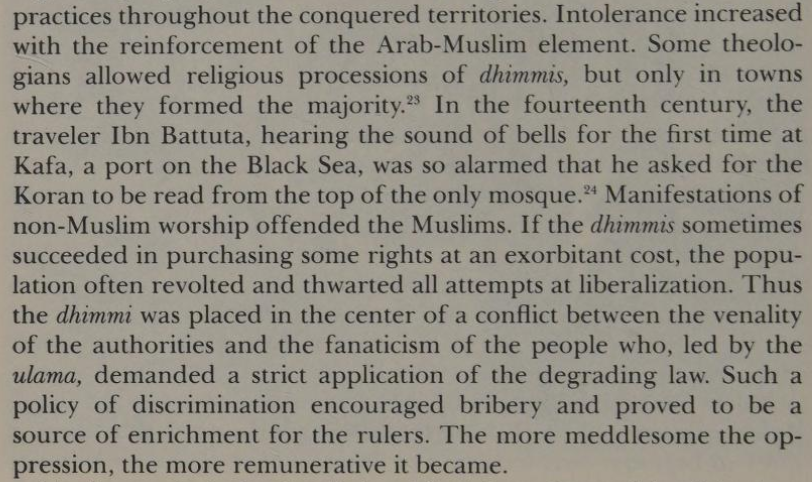 practices throughout the conquered territories. Intolerance increased
with the reinforcement of the Arab-Muslim element. Some theolo-
gians allowed religious processions of dhimmis, but only in towns
where they formed the majority.²³ In the fourteenth century, the
traveler Ibn Battuta, hearing the sound of bells for the first time at
Kafa, a port on the Black Sea, was so alarmed that he asked for the
Koran to be read from the top of the only mosque.²⁴ Manifestations of
non-Muslim worship offended the Muslims. If the dhimmis sometimes
succeeded in purchasing some rights at an exorbitant cost, the popu-
lation often revolted and thwarted all attempts at liberalization. Thus
the dhimmi was placed in the center of a conflict between the venality
of the authorities and the fanaticism of the people who, led by the
ulama, demanded a strict application of the degrading law. Such a
policy of discrimination encouraged bribery and proved to be a
source of enrichment for the rulers. The more meddlesome the op-
pression, the more remunerative it became.